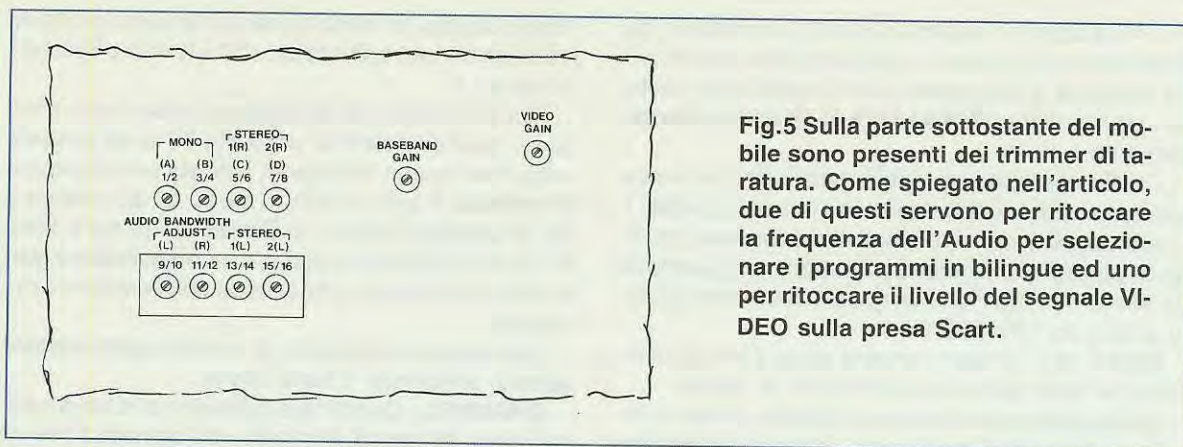 MONO STEREO
1(R) 2(R)
(A) (B) (C) (D)
1/2 3/4 5/6 7/8
AUDIO BANDWIDTH
ADJUST STEREO
(L) (R) 1(L) 2(L)
9/10 11/12 13/14 15/16
BASEBAND
GAIN
VIDEO
GAIN
Fig.5 Sulla parte sottostante del mo-
bile sono presenti dei trimmer di ta-
ratura. Come spiegato nell'articolo,
due di questi servono per ritoccare
la frequenza dell'Audio per selezio-
nare i programmi in bilingue ed uno
per ritoccare il livello del segnale VI-
DEO sulla presa Scart.